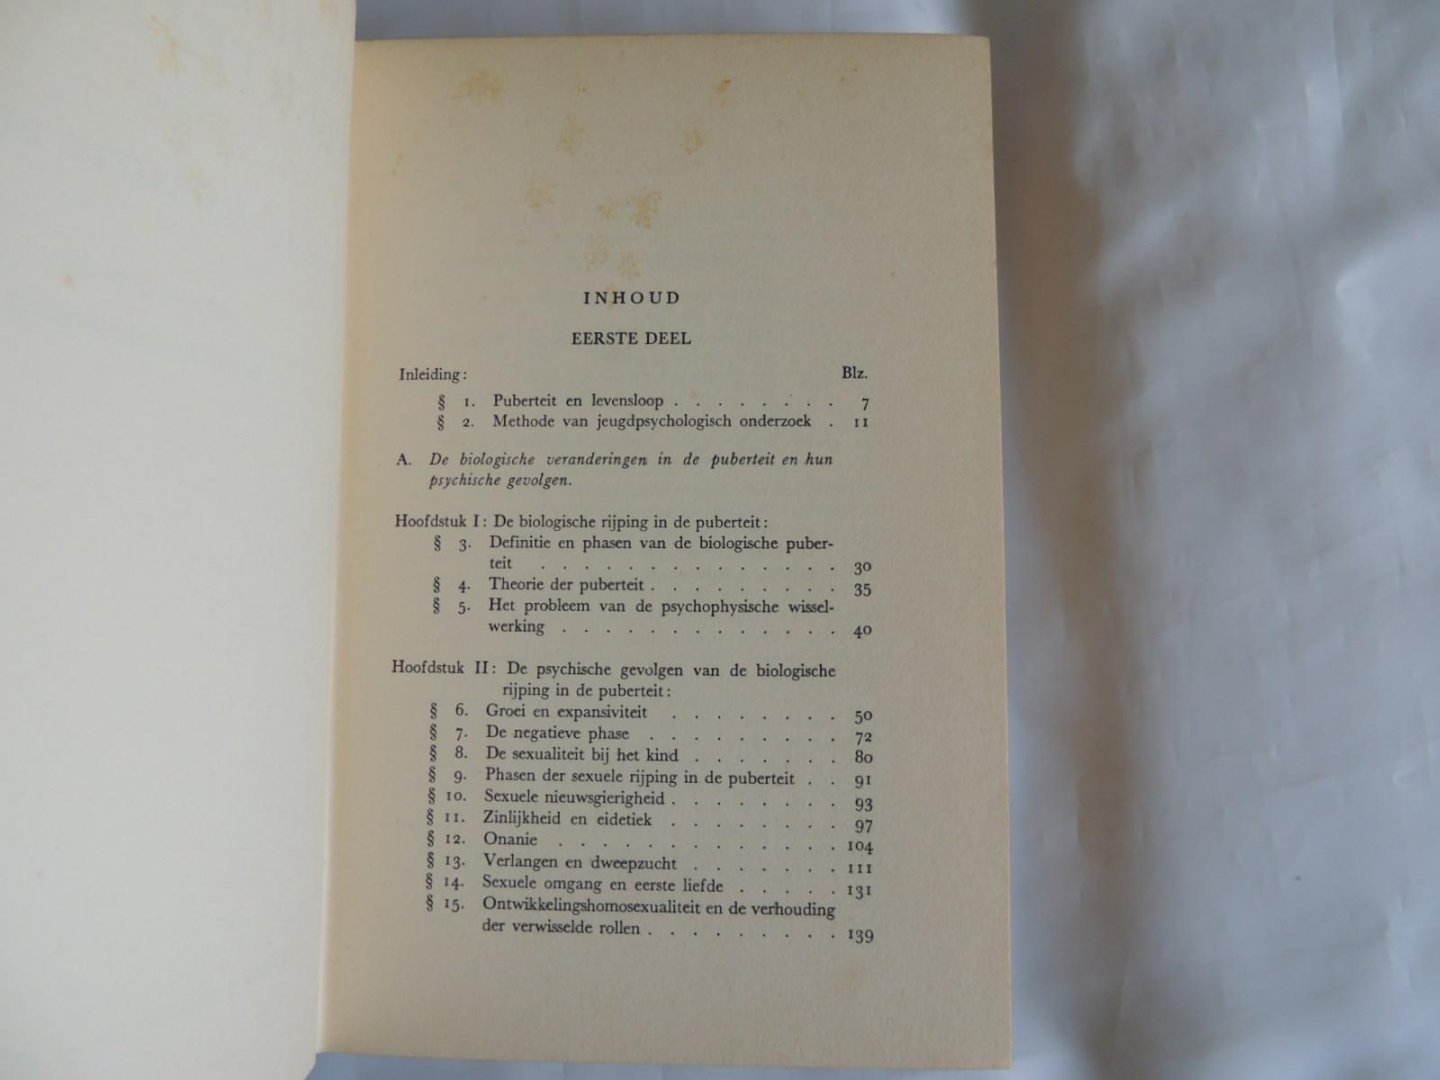 INHOUD
EERSTE DEEL
Inleiding: Blz.
§ 1. Puberteit en levensloop . . . . . . . . 7
§ 2. Methode van jeugdpsychologisch onderzoek . 11
A. De biologische veranderingen in de puberteit en hun
psychische gevolgen.
Hoofdstuk I: De biologische rijping in de puberteit:
§ 3. Definitie en phasen van de biologische puber-
teit . . . . . . . . . . . . . . 30
§ 4. Theorie der puberteit . . . . . . . . . 35
§ 5. Het probleem van de psychophysische wissel-
werking . . . . . . . . . . . . . 40
Hoofdstuk II: De psychische gevolgen van de biologische
rijping in de puberteit:
§ 6. Groei en expansiviteit . . . . . . . . 50
§ 7. De negatieve phase . . . . . . . . . 72
§ 8. De sexualiteit bij het kind . . . . . . . 80
§ 9. Phasen der sexuele rijping in de puberteit . . 91
§ 10. Sexuele nieuwsgierigheid . . . . . . . . 93
§ 11. Zinlijkheid en eidetiek . . . . . . . . 97
§ 12. Onanie . . . . . . . . . . . . . 104
§ 13. Verlangen en dweepzucht . . . . . . . 111
§ 14. Sexuele omgang en eerste liefde . . . . . 131
§ 15. Ontwikkelingshomosexualiteit en de verhouding
der verwisselde rollen . . . . . . . . . 139